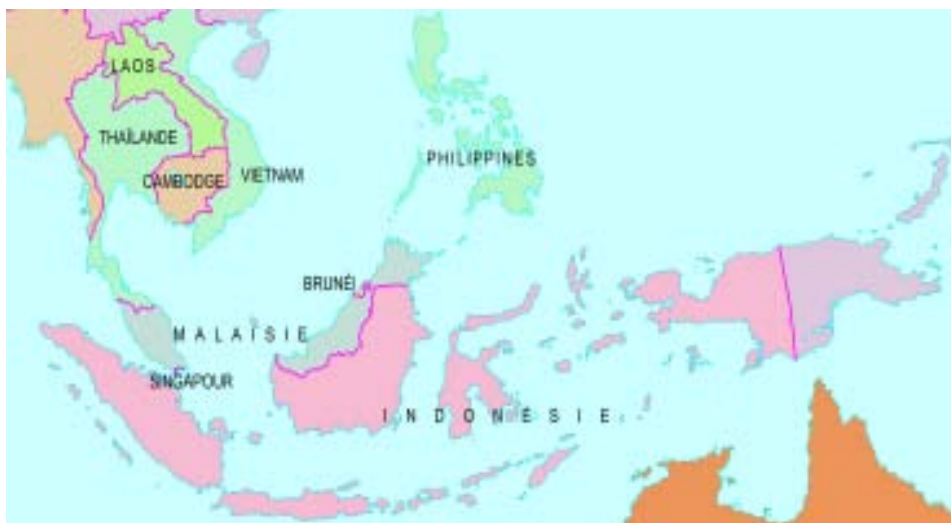 LAOS
THAÏLANDE
CAMBODGE
VIETNAM
PHILIPPINES
BRUNÉI
MALAISIE
SINGAPOUR
INDONÉSIE